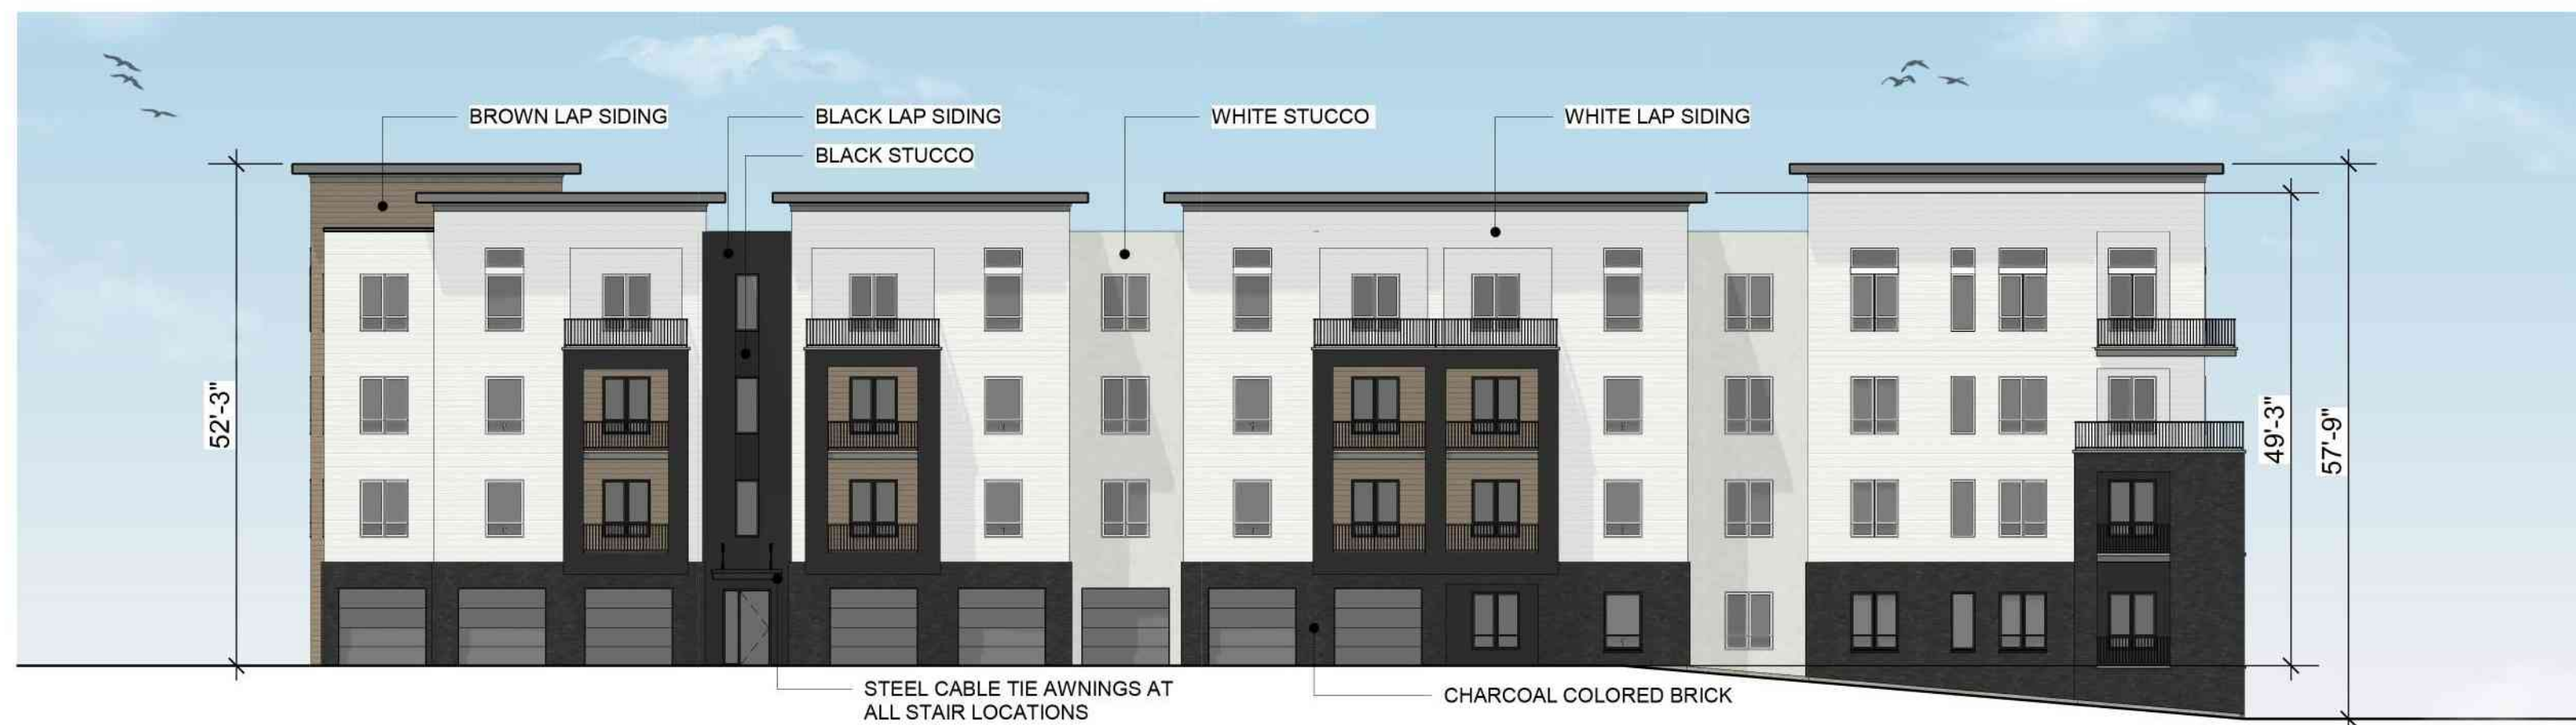 BROWN LAP SIDING
BLACK LAP SIDING
WHITE STUCCO
WHITE LAP SIDING
BLACK STUCCO
52'-3"
49'-3"
57'-9"
STEEL CABLE TIE AWNINGS AT
ALL STAIR LOCATIONS
CHARCOAL COLORED BRICK